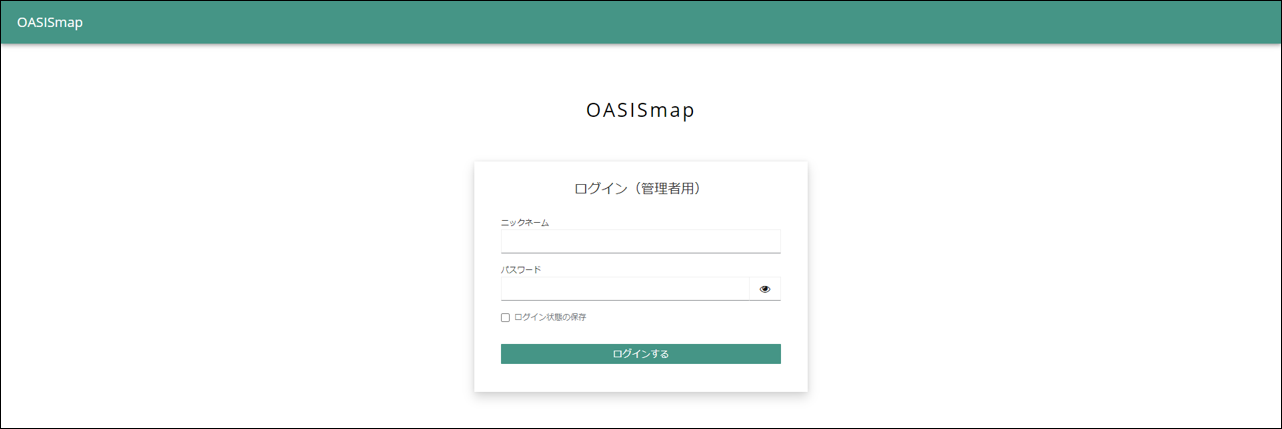 OASISmap
OASISmap
ログイン（管理者用）
ニックネーム
パスワード
ログイン状態の保存
ログインする